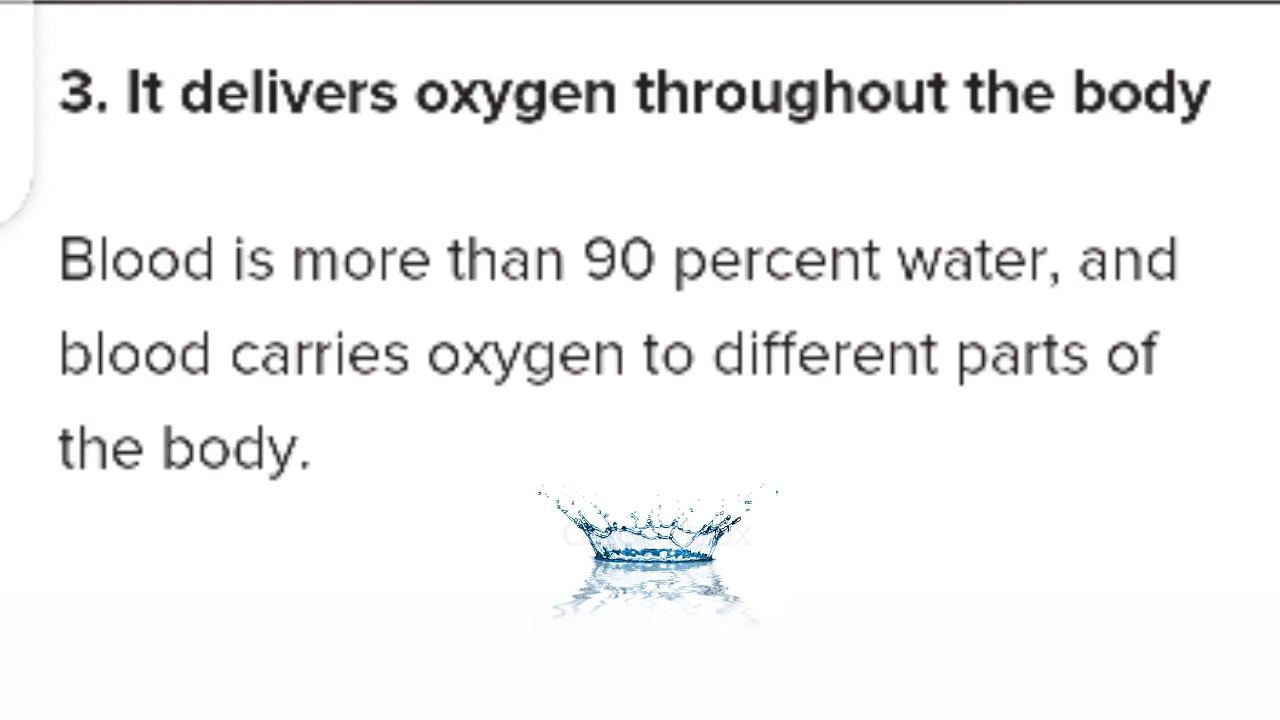 3. It delivers oxygen throughout the body
Blood is more than 90 percent water, and
blood carries oxygen to different parts of
the body.